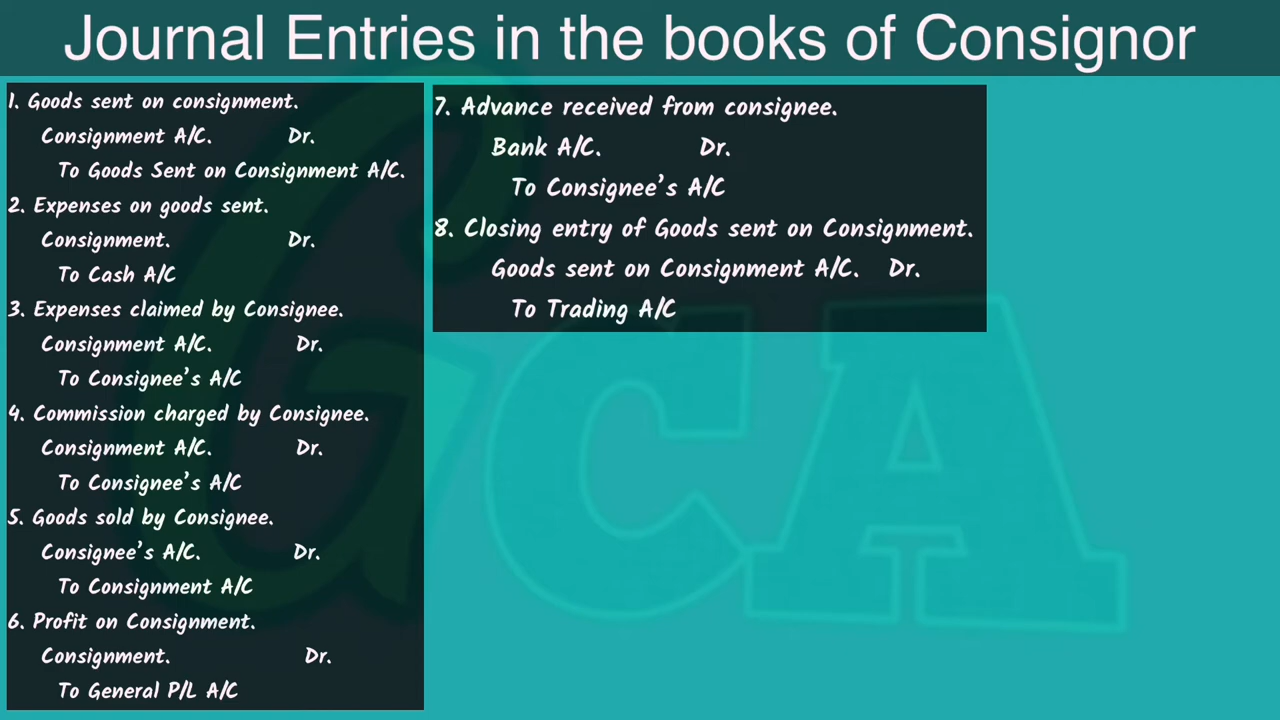 Journal Entries in the books of Consignor
1. Goods sent on consignment.
Consignment A/C. Dr.
To Goods Sent on Consignment A/C.
2. Expenses on goods sent.
Consignment. Dr.
To Cash A/C
3. Expenses claimed by Consignee.
Consignment A/C. Dr.
To Consignee's A/C
4. Commission charged by Consignee.
Consignment A/C. Dr.
To Consignee's A/C
5. Goods sold by Consignee.
Consignee's A/C. Dr.
To Consignment A/C
6. Profit on Consignment.
Consignment. Dr.
To General P/L A/C
7. Advance received from consignee.
Bank A/C. Dr.
To Consignee's A/C
8. Closing entry of Goods sent on Consignment.
Goods sent on Consignment A/C. Dr.
To Trading A/C
GCA